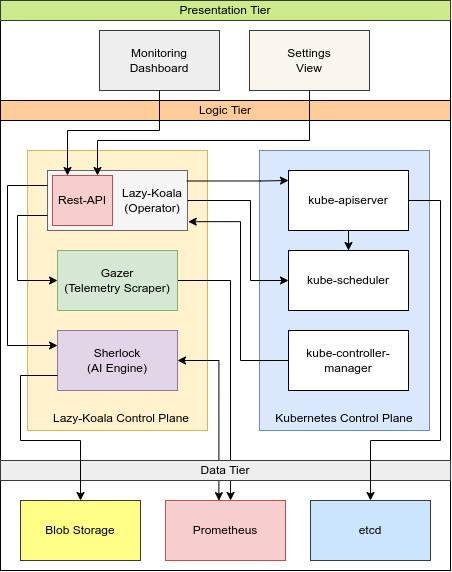 Presentation Tier
Monitoring
Dashboard
Settings
View
Logic Tier
Rest-API
Lazy-Koala
(Operator)
kube-apiserver
Gazer
(Telemetry Scraper)
kube-scheduler
Sherlock
(AI Engine)
kube-controller-
manager
Lazy-Koala Control Plane
Kubernetes Control Plane
Data Tier
Blob Storage
Prometheus
etcd